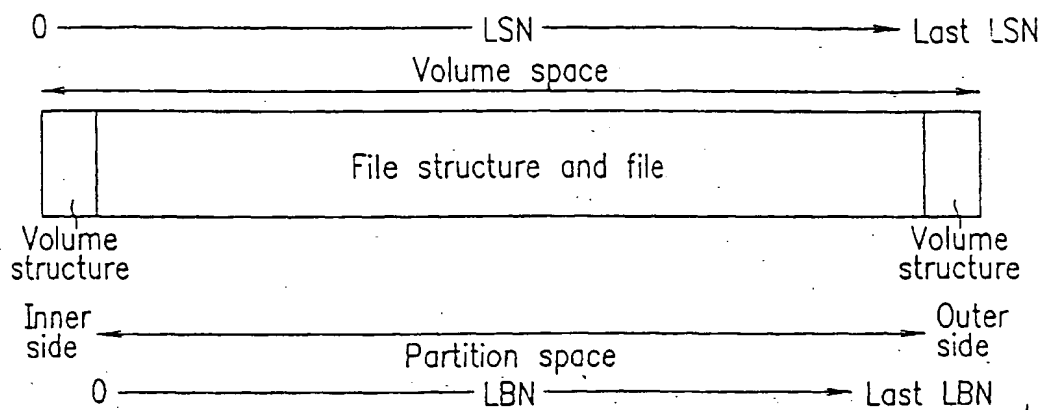 0 LSN Last LSN
Volume space
File structure and file
Volume structure
Volume structure
Inner side
Outer side
Partition space
0 LBN Last LBN